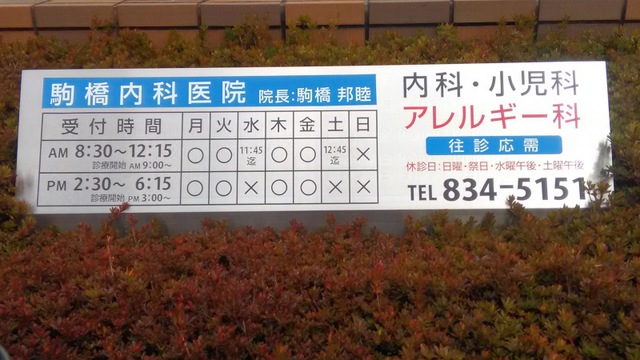 駒橋内科医院 院長:駒橋 邦睦
受付時間 月 火 水 木 金 土 日
AM 8:30〜12:15 ○ ○ 11:45迄 ○ ○ 12:45迄 ×
診療開始 AM 9:00〜
PM 2:30〜 6:15 ○ ○ × ○ ○ × ×
診療開始 PM 3:00〜
内科・小児科
アレルギー科
往診応需
休診日:日曜・祭日・水曜午後・土曜午後
TEL 834-5151